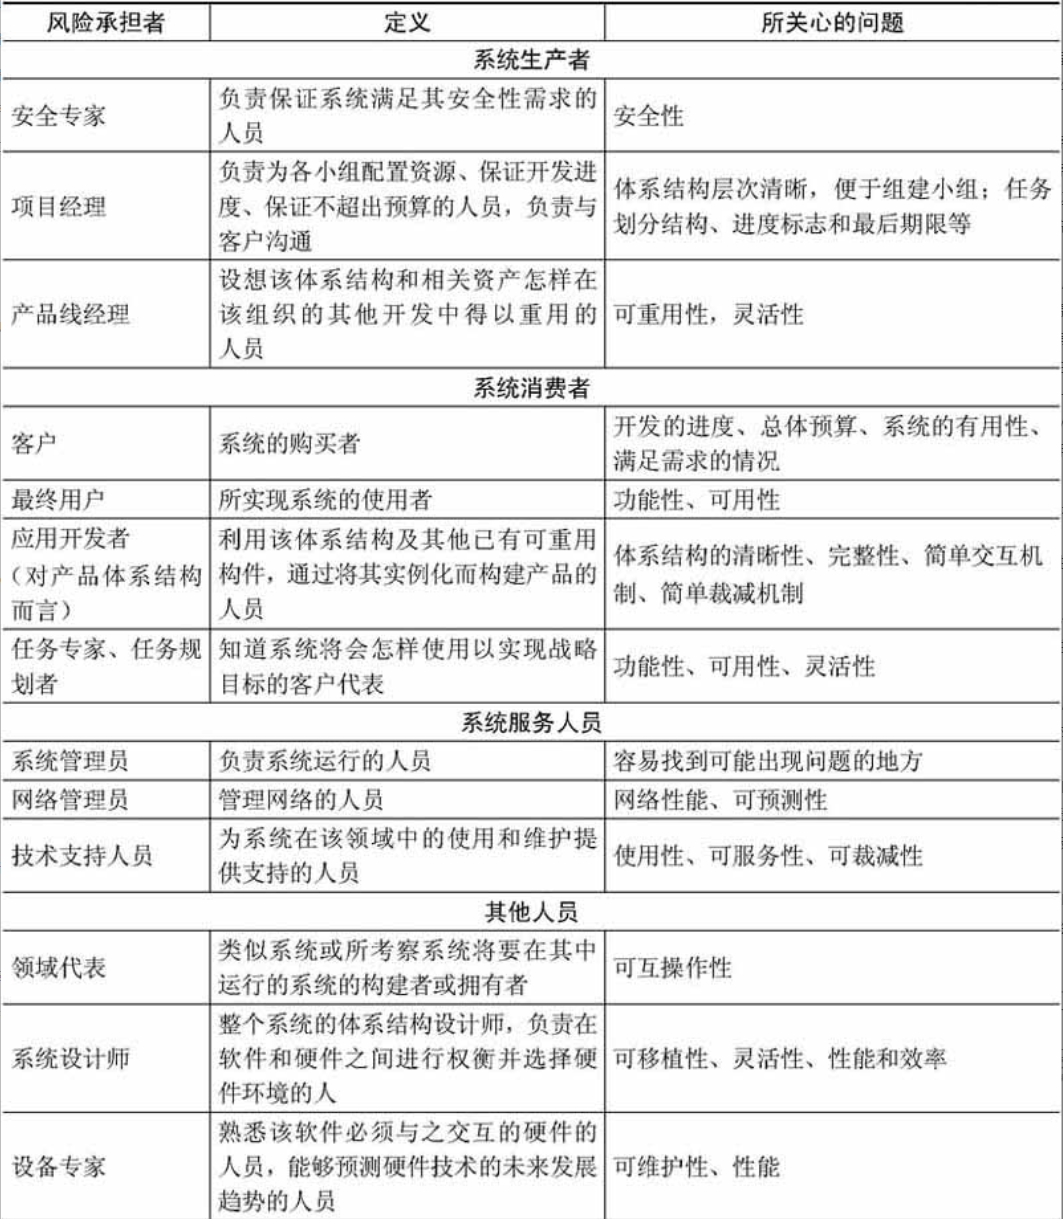 风险承担者 定义 所关心的问题
系统生产者
安全专家 负责保证系统满足其安全性需求的 安全性
人员
项目经理 负责为各小组配置资源、保证开发进 体系结构层次清晰，便于组建小组；任务
度、保证不超出预算的人员，负责与 划分结构、进度标志和最后期限等
客户沟通
产品线经理 设想该体系结构和相关资产怎样在 可重用性，灵活性
该组织的其他开发中得以重用的
人员
系统消费者
客户 系统的购买者 开发的进度、总体预算、系统的有用性、
满足需求的情况
最终用户 所实现系统的使用者 功能性、可用性
应用开发者 利用该体系结构及其他已有可重用 体系结构的清晰性、完整性、简单交互机
（对产品体系结构 构件，通过将其实例化而构建产品的 制、简单裁减机制
而言） 人员
任务专家、任务规 知道系统将会怎样使用以实现战略 功能性、可用性、灵活性
划者 目标的客户代表
系统服务人员
系统管理员 负责系统运行的人员 容易找到可能出现问题的地方
网络管理员 管理网络的人员 网络性能、可预测性
技术支持人员 为系统在该领域中的使用和维护提 使用性、可服务性、可裁减性
供支持的人员
其他人员
领域代表 类似系统或所考察系统将要在其中 可互操作性
运行的系统的构建者或拥有者
系统设计师 整个系统的体系结构设计师，负责在 可移植性、灵活性、性能和效率
软件和硬件之间进行权衡并选择硬
件环境的人
设备专家 熟悉该软件必须与之交互的硬件的 可维护性、性能
人员，能够预测硬件技术的未来发展
趋势的人员